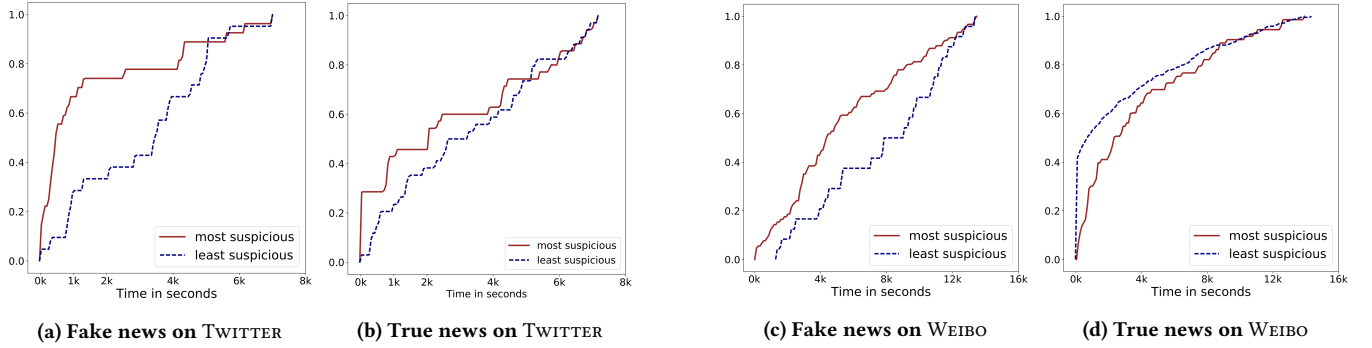 1.0
0.8
0.6
0.4
0.2
0.0
most suspicious
least suspicious
0k 1k 2k 4k 6k 8k
Time in seconds
(a) Fake news on TWITTER
1.0
0.8
0.6
0.4
0.2
0.0
most suspicious
least suspicious
0k 1k 2k 4k 6k 8k
Time in seconds
(b) True news on TWITTER
1.0
0.8
0.6
0.4
0.2
0.0
most suspicious
least suspicious
0k 4k 8k 12k 16k
Time in seconds
(c) Fake news on WEIBO
1.0
0.8
0.6
0.4
0.2
0.0
most suspicious
least suspicious
0k 4k 8k 12k 16k
Time in seconds
(d) True news on WEIBO